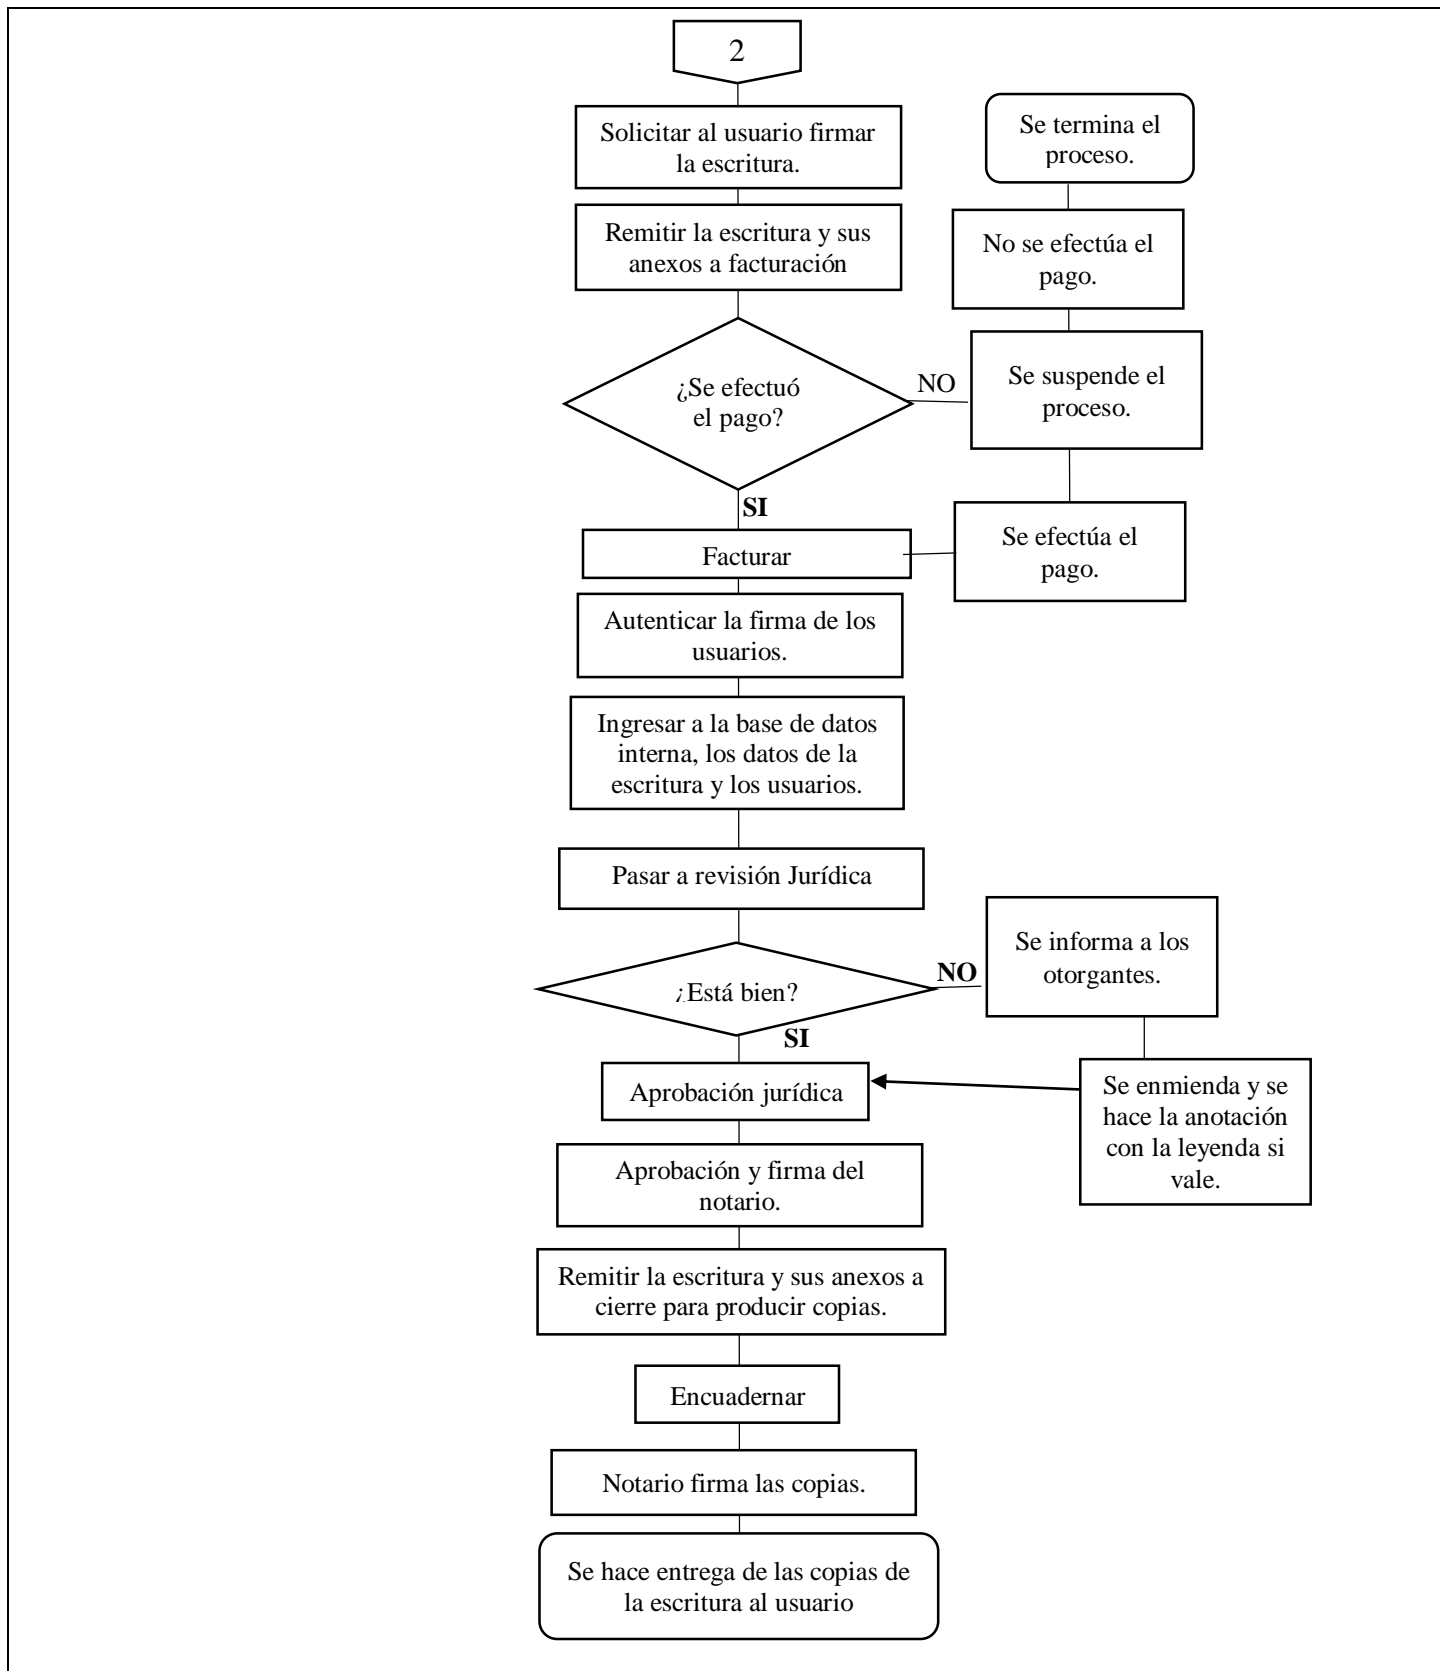 2
Solicitar al usuario firmar
la escritura.
Se termina el
proceso.
Remitir la escritura y sus
anexos a facturación
No se efectúa el
pago.
¿Se efectuó
el pago?
NO
Se suspende el
proceso.
SI
Facturar
Se efectúa el
pago.
Autenticar la firma de los
usuarios.
Ingresar a la base de datos
interna, los datos de la
escritura y los usuarios.
Pasar a revisión Jurídica
¿Está bien?
NO
Se informa a los
otorgantes.
SI
Aprobación jurídica
Se enmienda y se
hace la anotación
con la leyenda si
vale.
Aprobación y firma del
notario.
Remitir la escritura y sus anexos a
cierre para producir copias.
Encuadernar
Notario firma las copias.
Se hace entrega de las copias de
la escritura al usuario